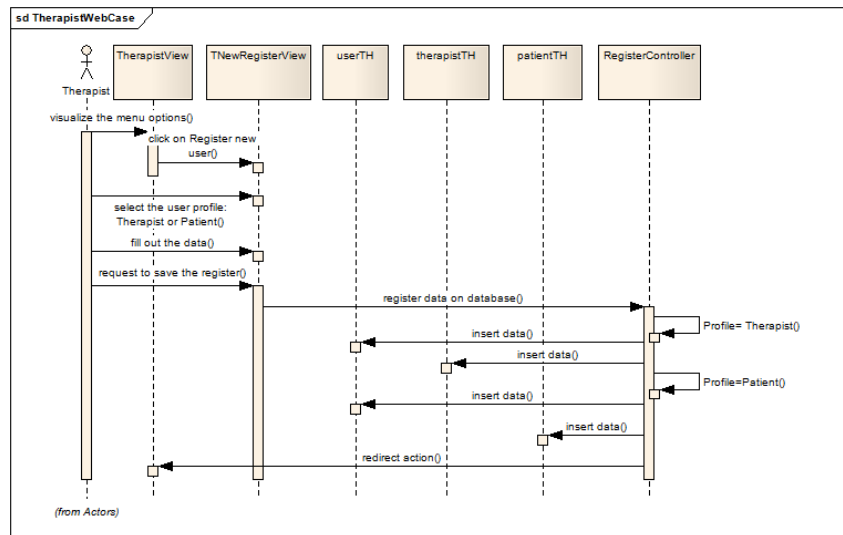 sd TherapistWebCase
Therapist
TherapistView
TNewRegisterView
userTH
therapistTH
patientTH
RegisterController
visualize the menu options()
click on Register new
user()
select the user profile:
Therapist or Patient()
fill out the data()
request to save the register()
register data on database()
Profile= Therapist()
insert data()
insert data()
Profile=Patient()
insert data()
insert data()
redirect action()
(from Actors)